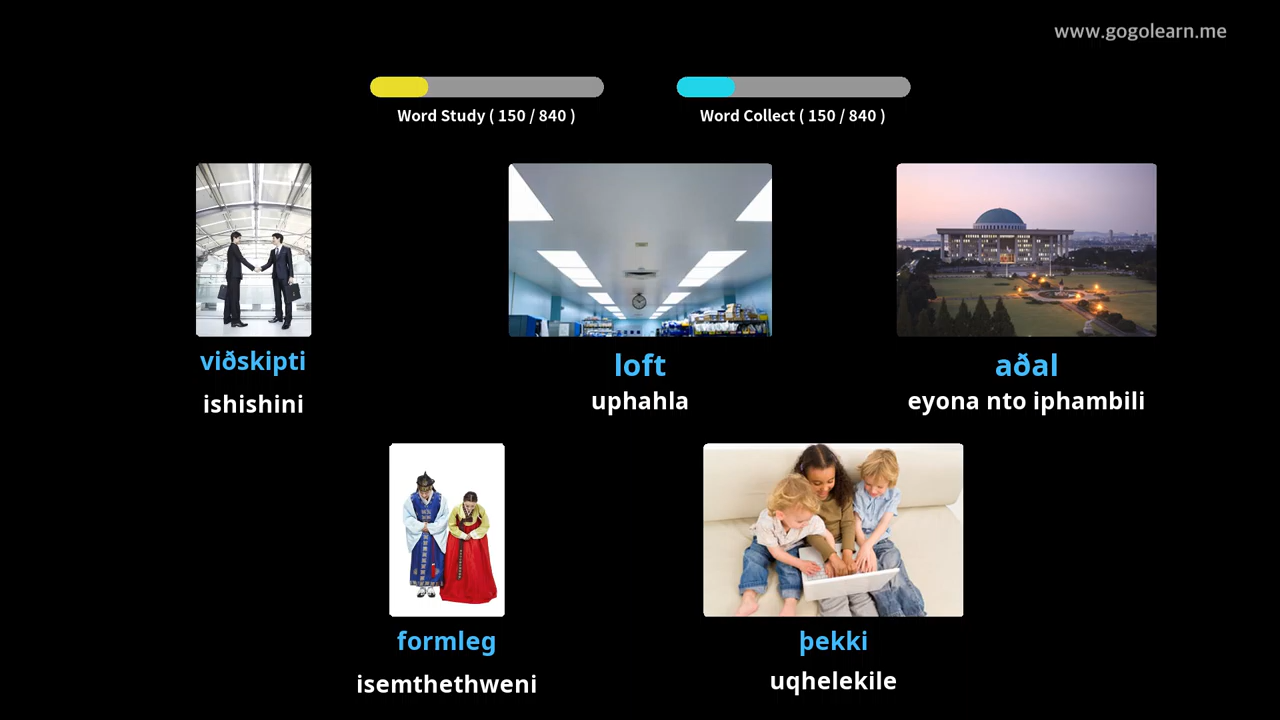 www.gogolearn.me
Word Study ( 150 / 840 )
Word Collect ( 150 / 840 )
viðskipti
ishishini
loft
uphahla
aðal
eyona nto iphambili
formleg
isemthethweni
þekki
uqhelekile